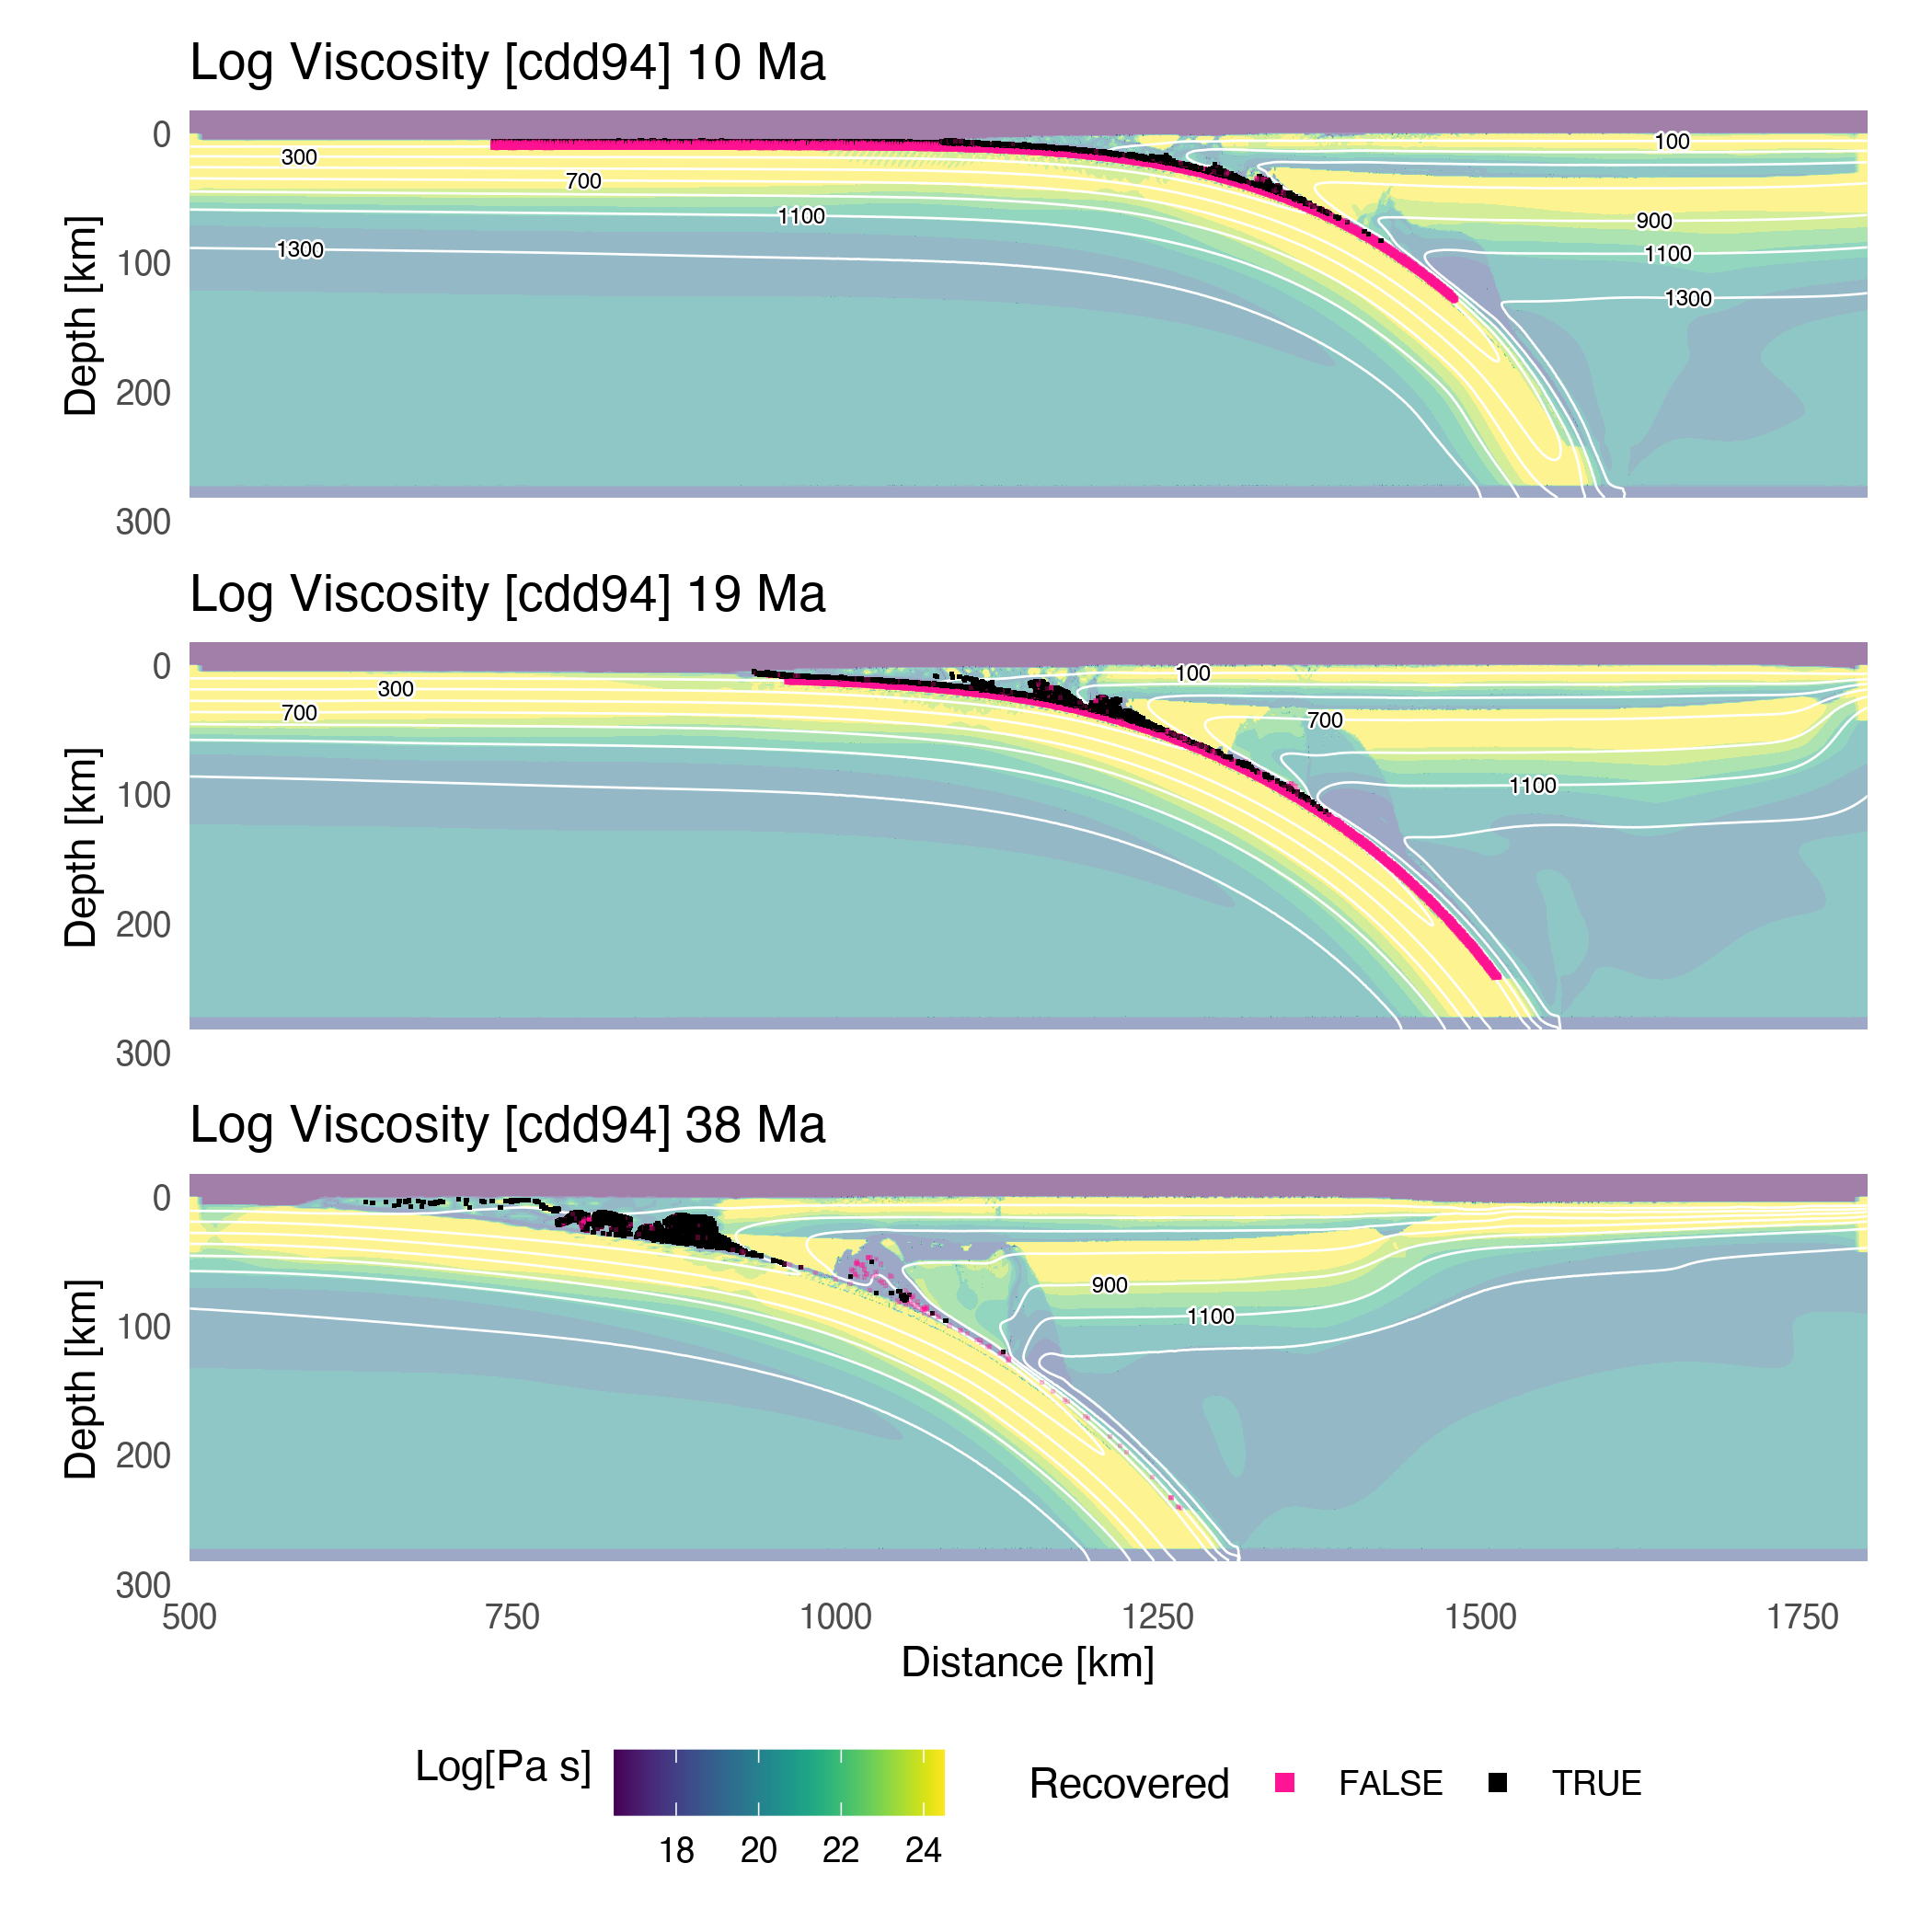 Log Viscosity [cdd94] 10 Ma
0
100
200
300
Depth [km]
300
700
1100
1300
100
900
1100
1300
Log Viscosity [cdd94] 19 Ma
0
100
200
300
Depth [km]
300
700
100
700
1100
Log Viscosity [cdd94] 38 Ma
0
100
200
300
Depth [km]
900
1100
500 750 1000 1250 1500 1750
Distance [km]
Log[Pa s]
18 20 22 24
Recovered FALSE TRUE